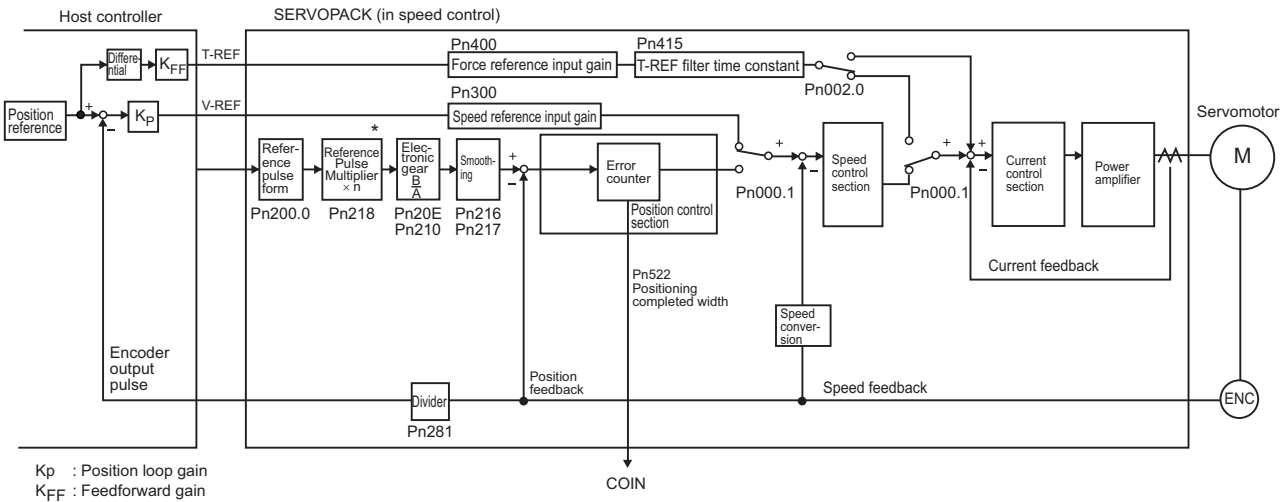 Host controller
SERVOPACK (in speed control)
Differe-
ntial
KFF
T-REF
Pn400
Force reference input gain
Pn415
T-REF filter time constant
Pn002.0
Position
reference
+
−
KP
V-REF
Pn300
Speed reference input gain
Servomotor
M
Refer-
ence
pulse
form
Pn200.0
*
Reference
Pulse
Multiplier
× n
Pn218
Elec-
tronic
gear
B
A
Pn20E
Pn210
Smooth-
ing
Pn216
Pn217
+
−
Error
counter
Position control
section
Pn000.1
+
−
Speed
control
section
Pn000.1
+
+
−
Current
control
section
Power
amplifier
Current feedback
Pn522
Positioning
completed width
Speed
conver-
sion
Encoder
output
pulse
Position
feedback
Speed feedback
Divider
Pn281
ENC
COIN
Kp : Position loop gain
KFF : Feedforward gain